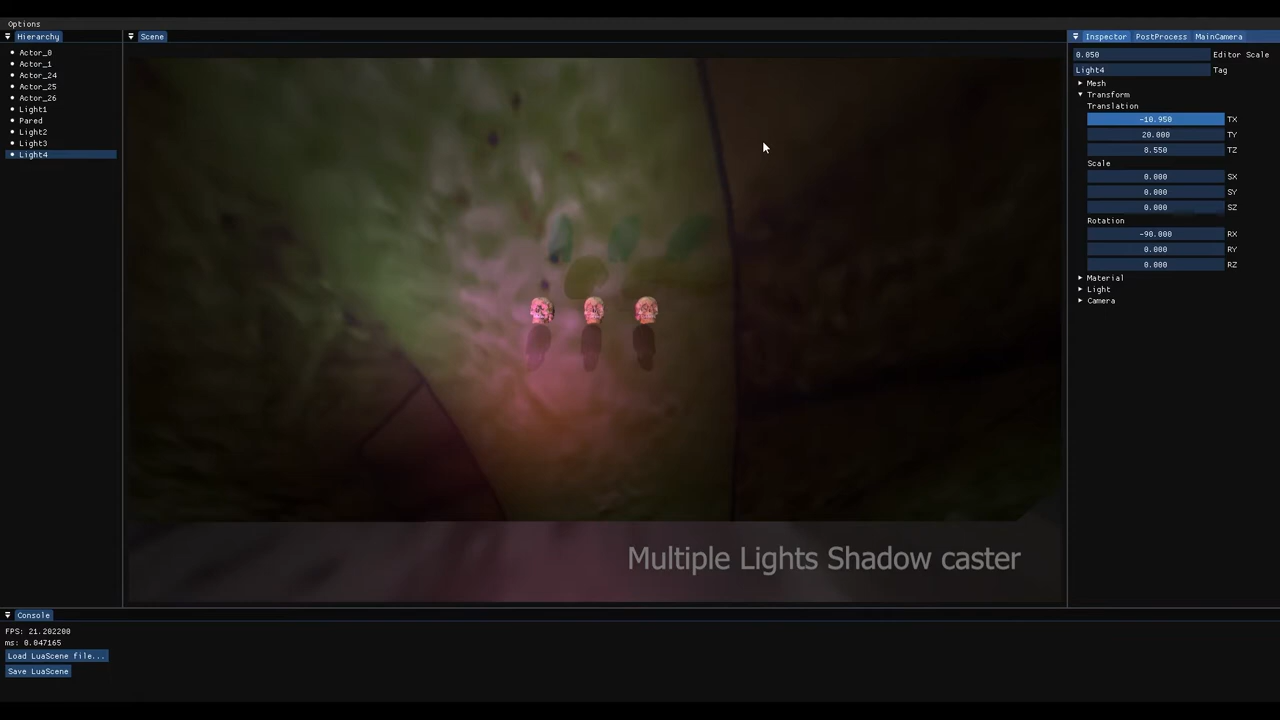 Options
Hierarchy
Scene
Inspector PostProcess MainCamera
Actor_0
Actor_1
Actor_24
Actor_25
Actor_26
Light1
Pared
Light2
Light3
Light4
0.050 Editor Scale
Light4 Tag
Mesh
Transform
Translation
-10.950 TX
20.000 TY
8.550 TZ
Scale
0.000 SX
0.000 SY
0.000 SZ
Rotation
-90.000 RX
0.000 RY
0.000 RZ
Material
Light
Camera
Multiple Lights Shadow caster
Console
FPS: 21.202200
ms: 0.047165
Load LuaScene file...
Save LuaScene